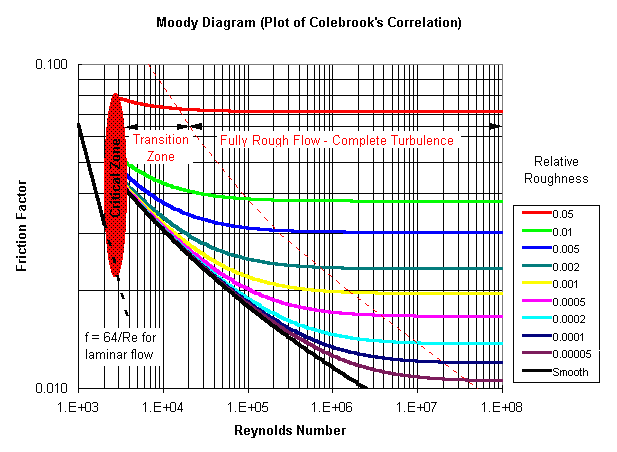 Moody Diagram (Plot of Colebrook's Correlation)
0.100
Transition
Zone
Fully Rough Flow - Complete Turbulence
Critical Zone
Friction Factor
Relative
Roughness
0.05
0.01
0.005
0.002
0.001
0.0005
0.0002
0.0001
0.00005
Smooth
f = 64/Re for
laminar flow
0.010
1.E+03
1.E+04
1.E+05
1.E+06
1.E+07
1.E+08
Reynolds Number